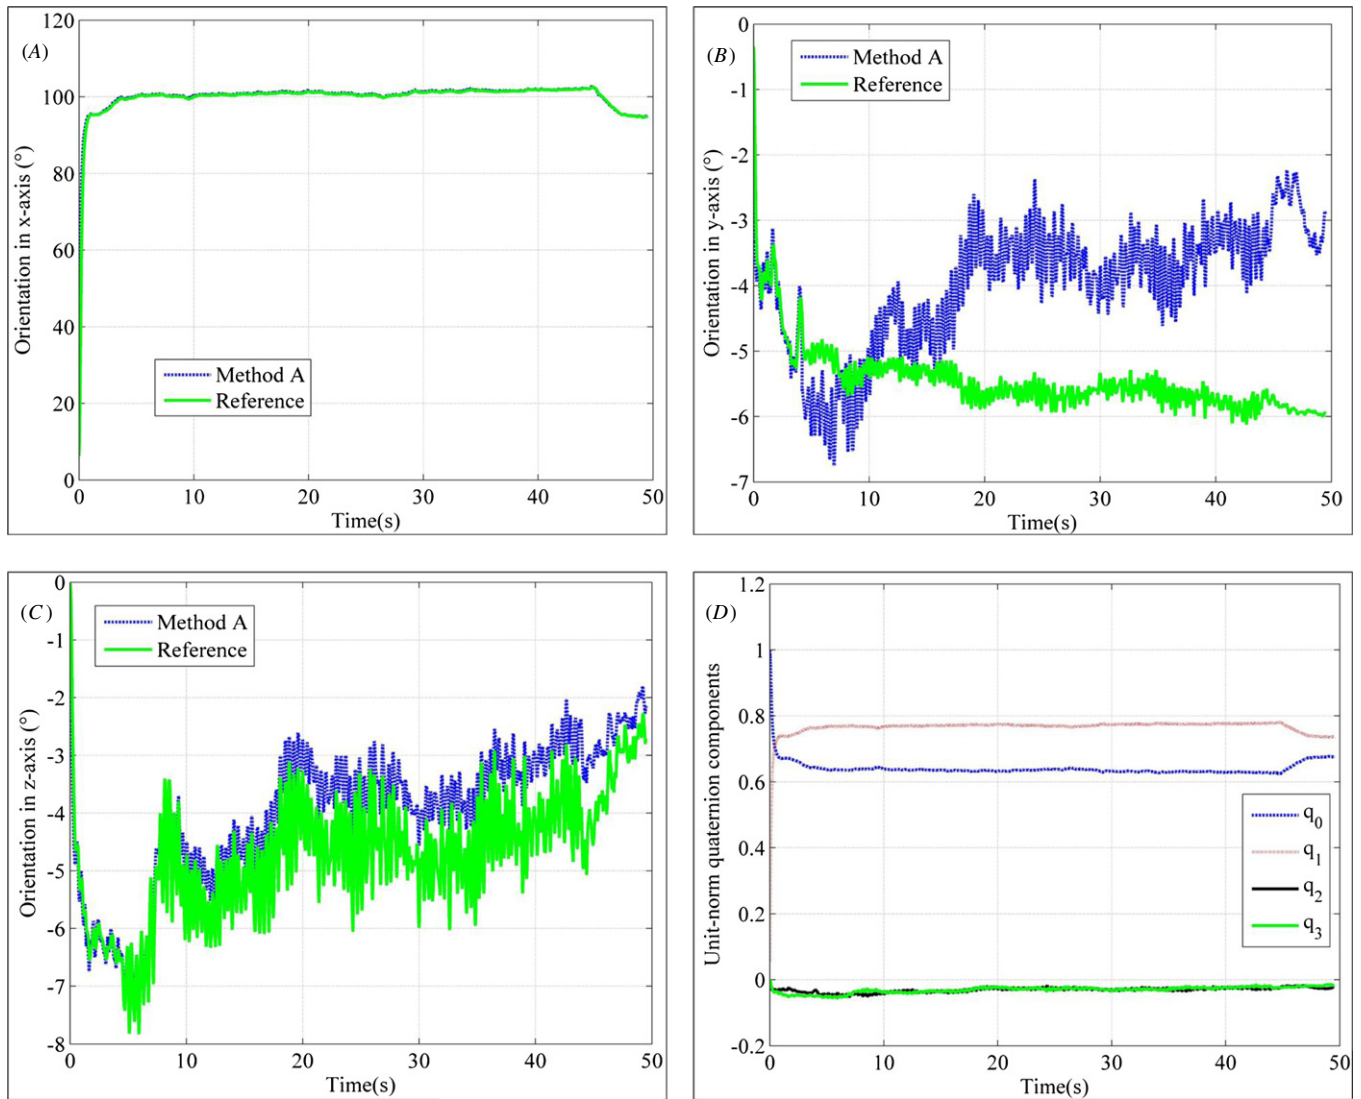 (A)
120
100
80
60
40
20
0
Orientation in x-axis (°)
Method A
Reference
0 10 20 30 40 50
Time(s)
(B)
0
-1
-2
-3
-4
-5
-6
-7
Orientation in y-axis (°)
Method A
Reference
0 10 20 30 40 50
Time(s)
(C)
0
-1
-2
-3
-4
-5
-6
-7
-8
Orientation in z-axis (°)
Method A
Reference
0 10 20 30 40 50
Time(s)
(D)
1.2
1
0.8
0.6
0.4
0.2
0
-0.2
Unit-norm quaternion components
q_0
q_1
q_2
q_3
0 10 20 30 40 50
Time(s)